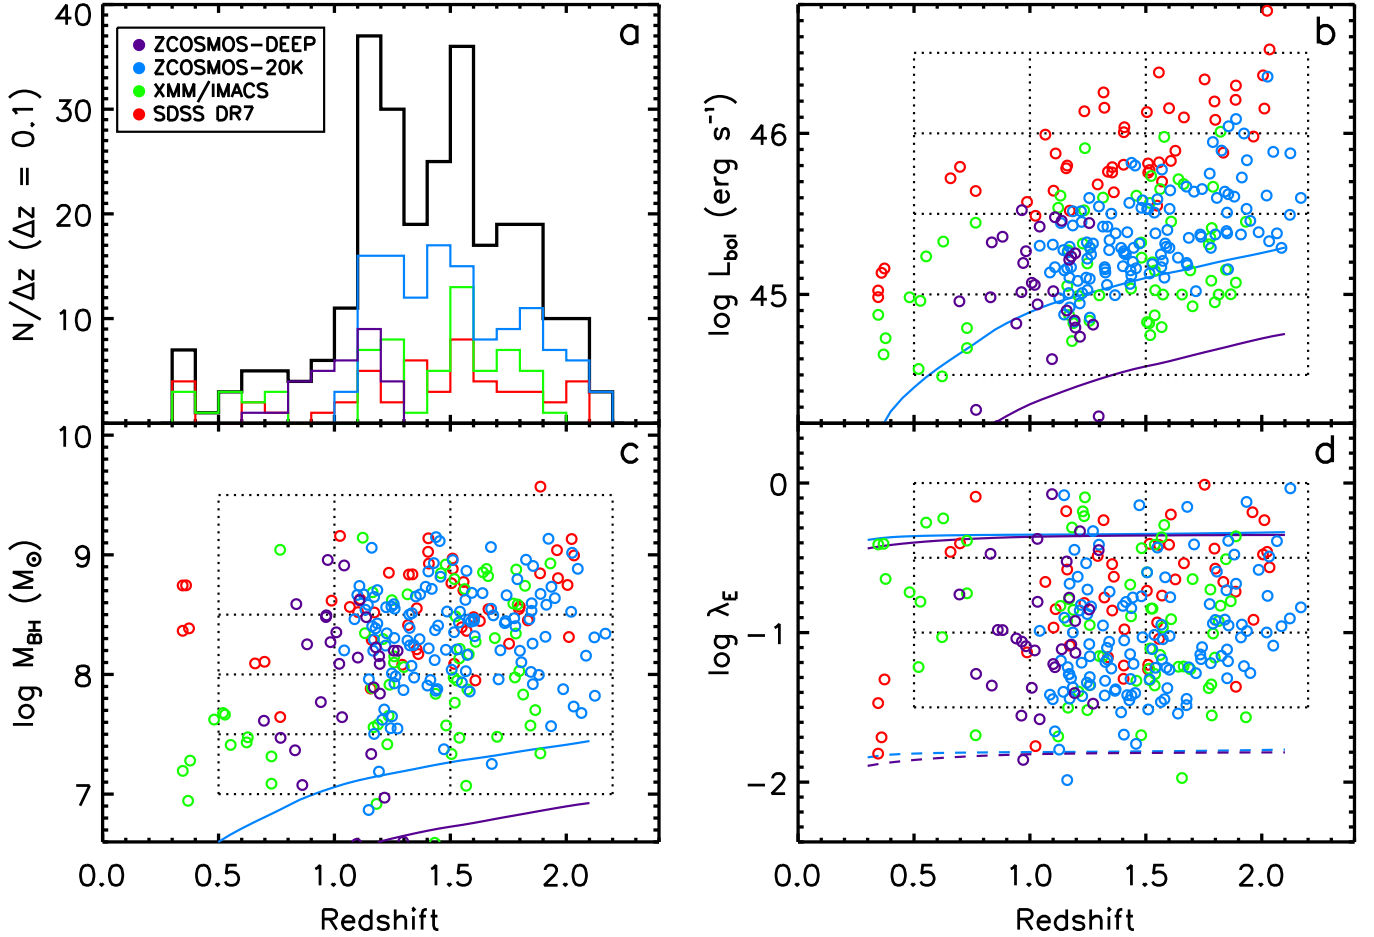 a
ZCOSMOS-DEEP
ZCOSMOS-20K
XMM/IMACS
SDSS DR7
N/Δz (Δz = 0.1)
40
30
20
10
b
log L_bol (erg s⁻¹)
46
45
c
log M_BH (M_⊙)
10
9
8
7
0.0 0.5 1.0 1.5 2.0
Redshift
d
log λ_E
0
−1
−2
0.0 0.5 1.0 1.5 2.0
Redshift